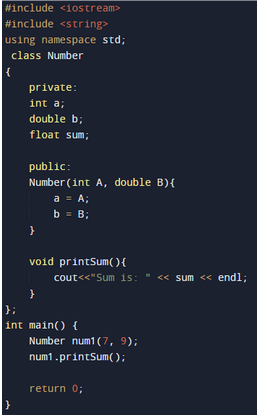 #include <iostream>
#include <string>
using namespace std;
 class Number
{
    private:
    int a;
    double b;
    float sum;

    public:
    Number(int A, double B){
        a = A;
        b = B;
    }

    void printSum(){
        cout<<"Sum is: " << sum << endl;
    }
};
int main() {
    Number num1(7, 9);
    num1.printSum();

    return 0;
}